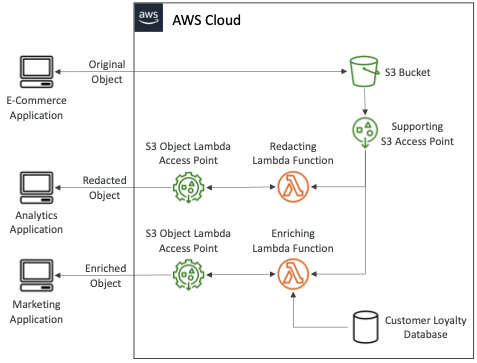 aws
AWS Cloud
Original
Object
E-Commerce
Application
S3 Bucket
Supporting
S3 Access Point
S3 Object Lambda
Access Point
Redacting
Lambda Function
Redacted
Object
Analytics
Application
S3 Object Lambda
Access Point
Enriching
Lambda Function
Enriched
Object
Marketing
Application
Customer Loyalty
Database